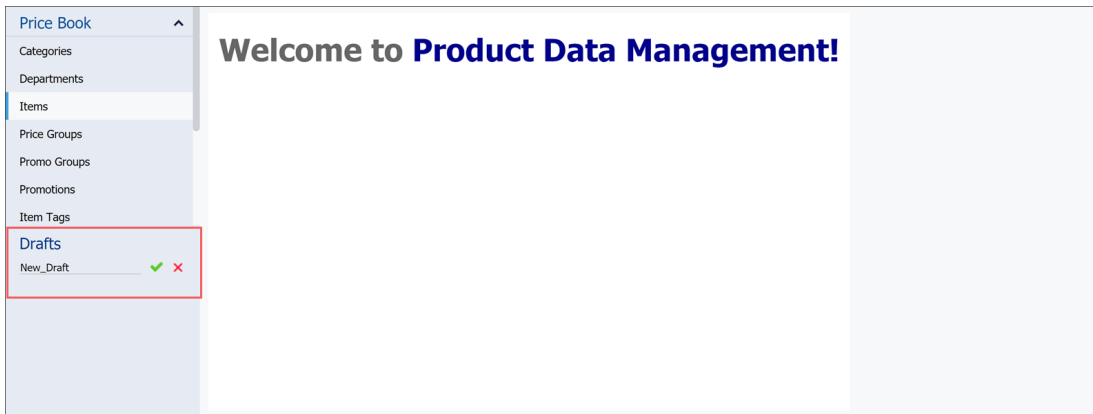 Price Book
Categories
Departments
Items
Price Groups
Promo Groups
Promotions
Item Tags
Drafts
New_Draft
Welcome to Product Data Management!